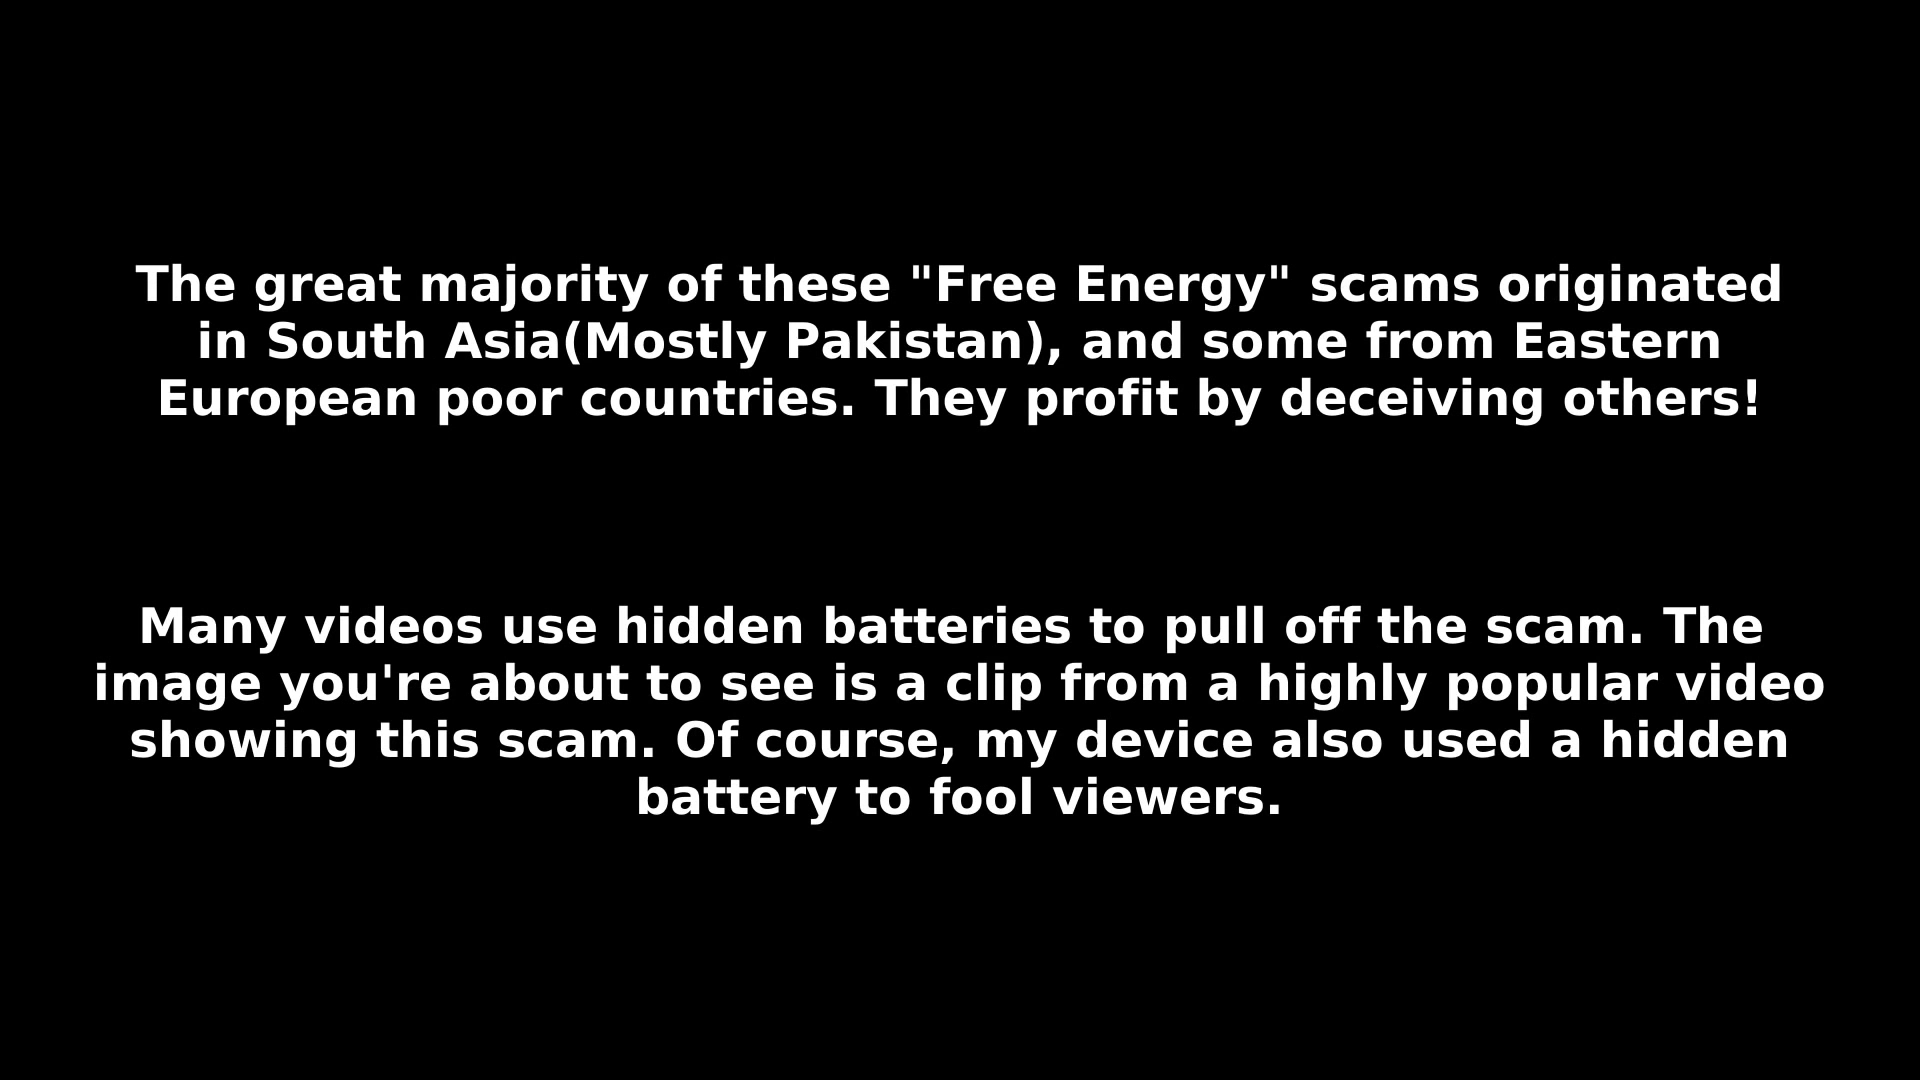 The great majority of these "Free Energy" scams originated
in South Asia(Mostly Pakistan), and some from Eastern
European poor countries. They profit by deceiving others!
Many videos use hidden batteries to pull off the scam. The
image you're about to see is a clip from a highly popular video
showing this scam. Of course, my device also used a hidden
battery to fool viewers.